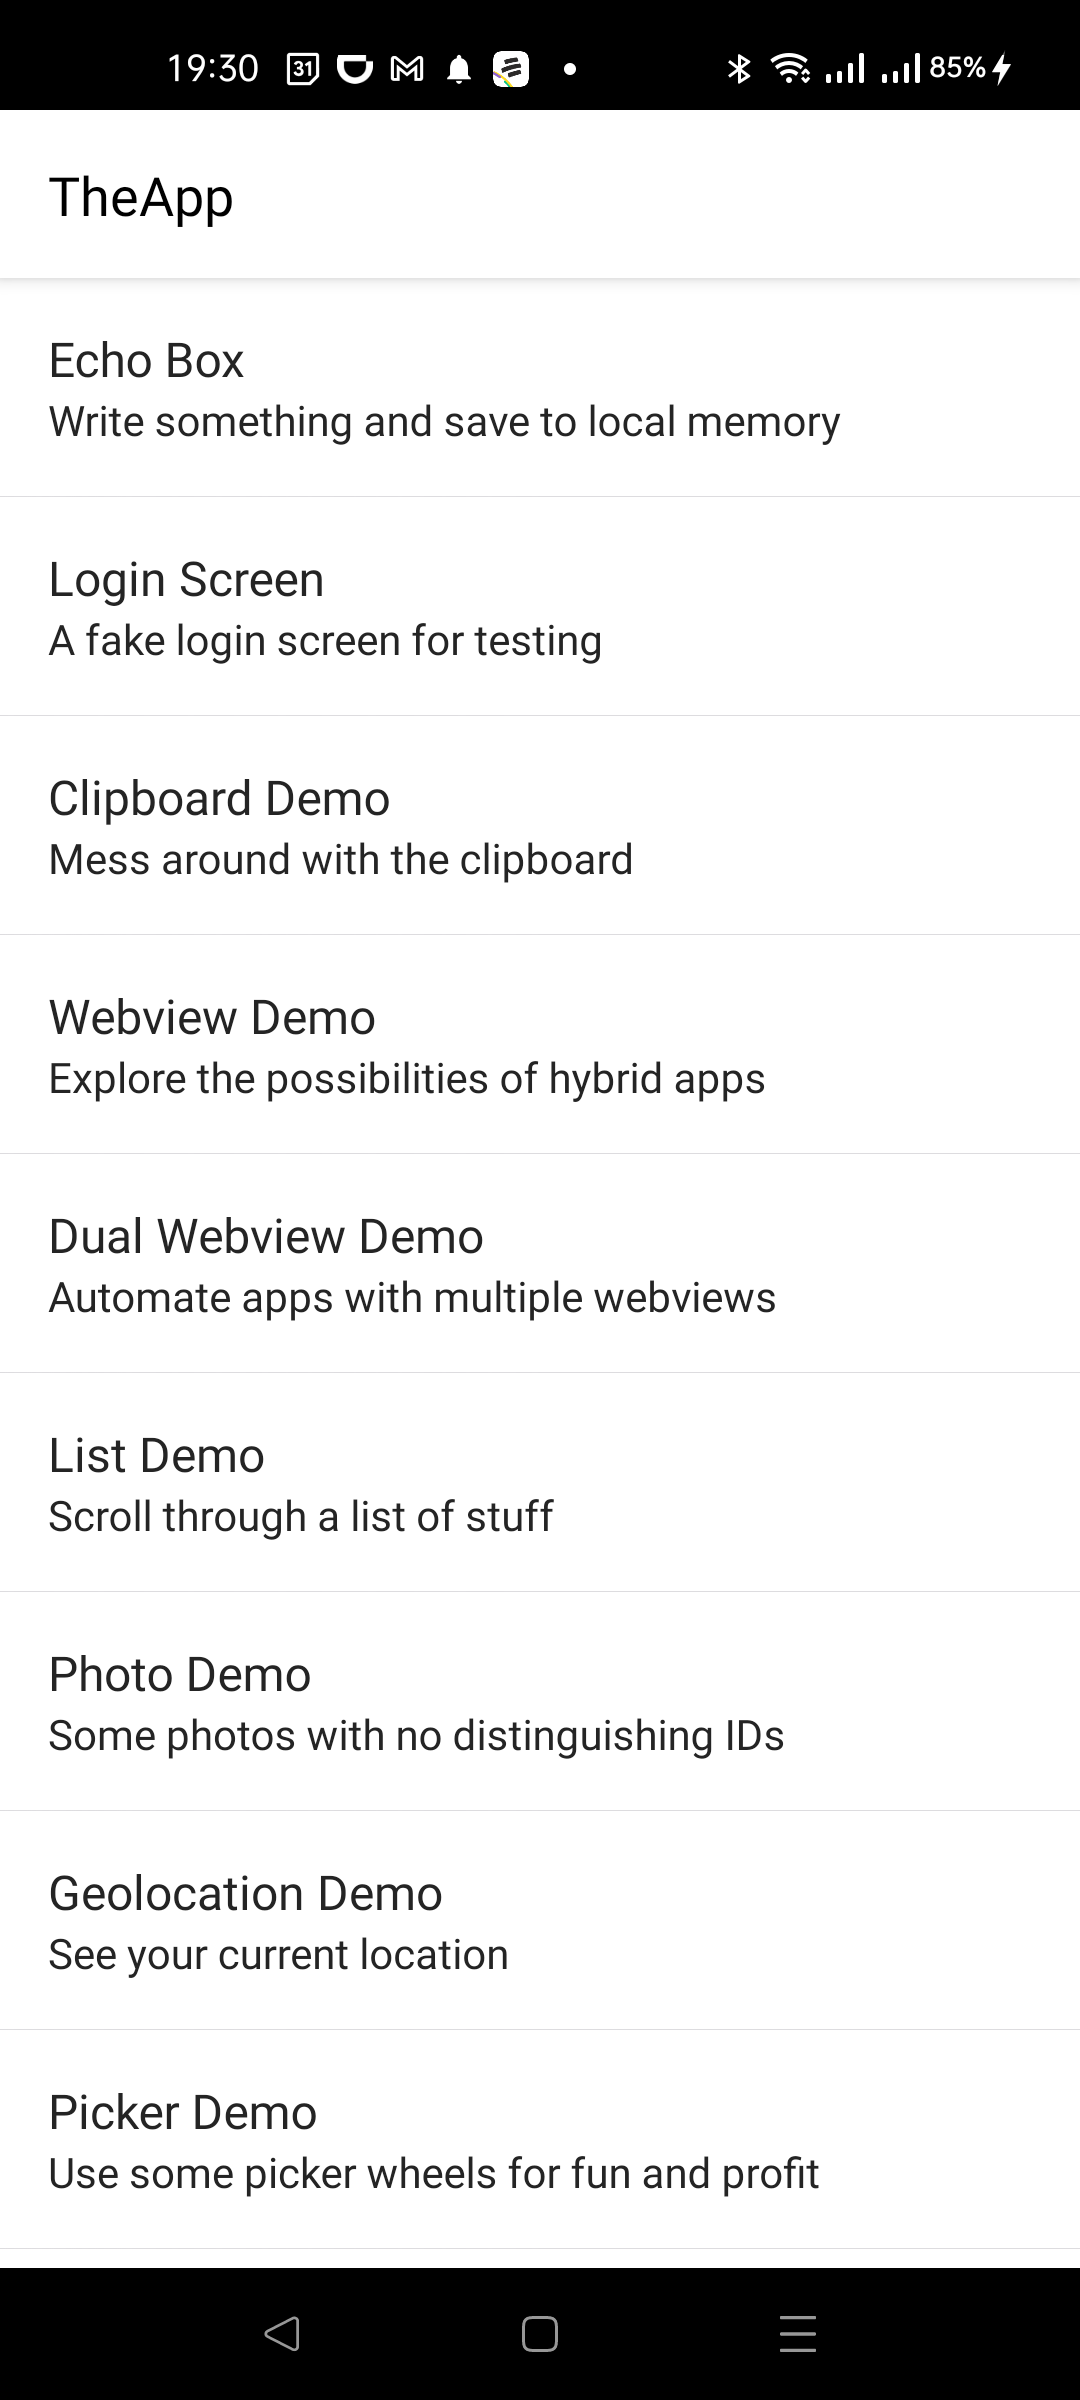 19:30 31 85%
TheApp
Echo Box
Write something and save to local memory
Login Screen
A fake login screen for testing
Clipboard Demo
Mess around with the clipboard
Webview Demo
Explore the possibilities of hybrid apps
Dual Webview Demo
Automate apps with multiple webviews
List Demo
Scroll through a list of stuff
Photo Demo
Some photos with no distinguishing IDs
Geolocation Demo
See your current location
Picker Demo
Use some picker wheels for fun and profit